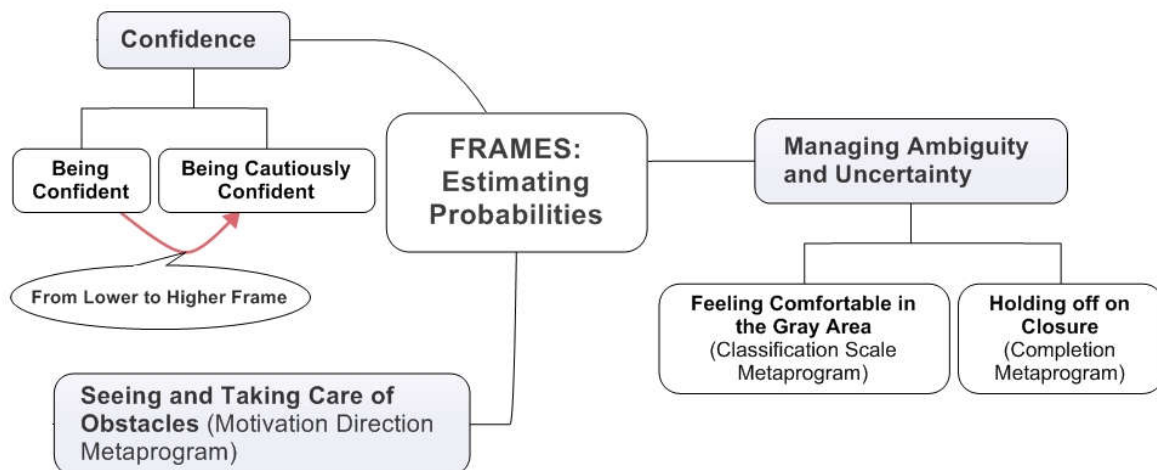 Confidence
Being
Confident
Being Cautiously
Confident
From Lower to Higher Frame
FRAMES:
Estimating
Probabilities
Managing Ambiguity
and Uncertainty
Feeling Comfortable in
the Gray Area
(Classification Scale
Metaprogram)
Holding off on
Closure
(Completion
Metaprogram)
Seeing and Taking Care of
Obstacles (Motivation Direction
Metaprogram)